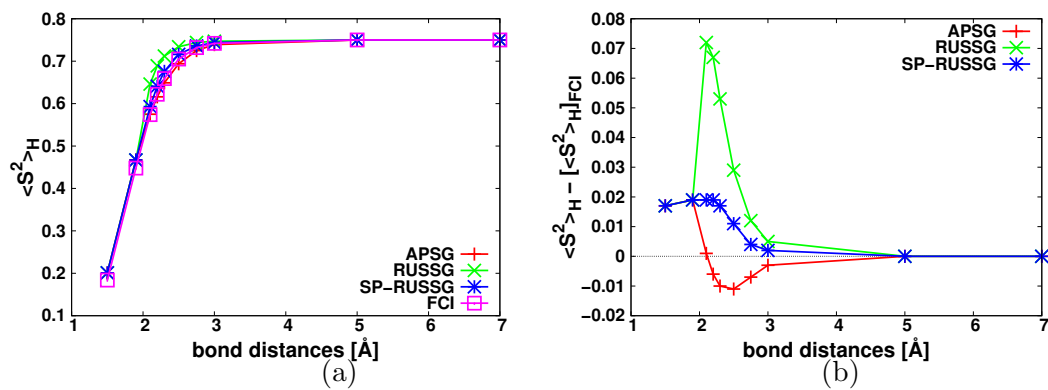 0.8
0.7
0.6
0.5
0.4
0.3
0.2
0.1
<S²>H
1 2 3 4 5 6 7
bond distances [Å]
APSG
RUSSG
SP−RUSSG
FCI
(a)
0.08
0.07
0.06
0.05
0.04
0.03
0.02
0.01
0
−0.01
−0.02
<S²>H − [<S²>H]FCI
1 2 3 4 5 6 7
bond distances [Å]
APSG
RUSSG
SP−RUSSG
(b)